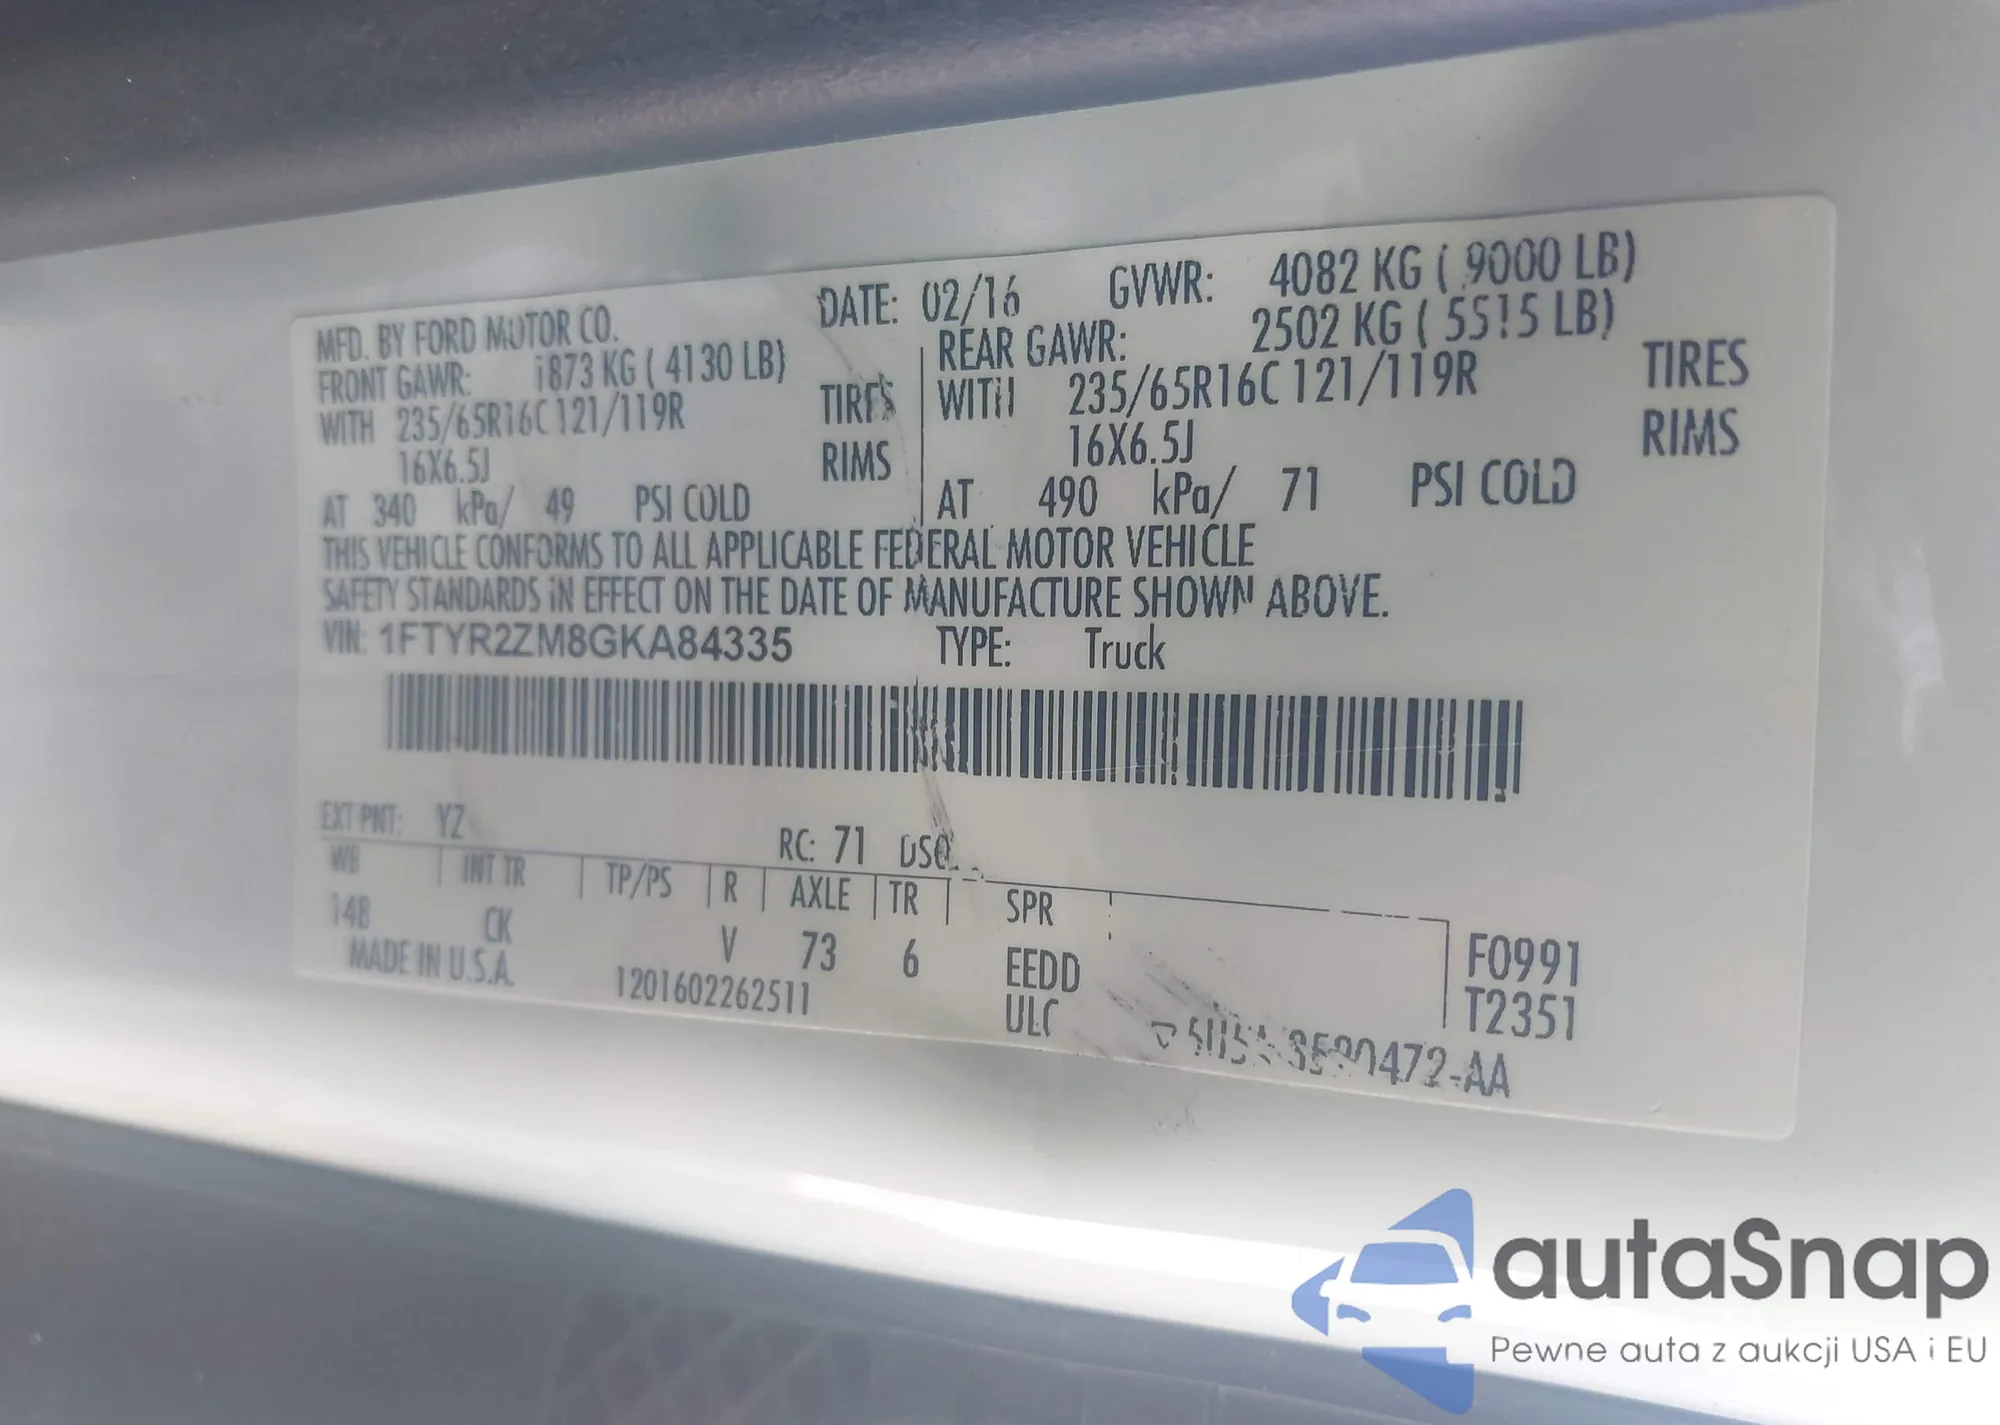 MFD. BY FORD MOTOR CO. DATE: 02/16 GVWR: 4082 KG ( 9000 LB)
FRONT GAWR: 1873 KG ( 4130 LB) REAR GAWR: 2502 KG ( 5515 LB)
WITH 235/65R16C 121/119R TIRES WITH 235/65R16C 121/119R TIRES
16X6.5J RIMS 16X6.5J RIMS
AT 340 kPa/ 49 PSI COLD AT 490 kPa/ 71 PSI COLD
THIS VEHICLE CONFORMS TO ALL APPLICABLE FEDERAL MOTOR VEHICLE
SAFETY STANDARDS IN EFFECT ON THE DATE OF MANUFACTURE SHOWN ABOVE.
VIN: 1FTYR2ZM8GKA84335 TYPE: Truck
EXT PNT: YZ RC: 71 DSO:
WB INT TR TP/PS R AXLE TR SPR
148 CK V 73 6 EEDD F0991
MADE IN U.S.A. 1201602262511 ULC T2351
autaSnap
Pewne auta z aukcji USA i EU